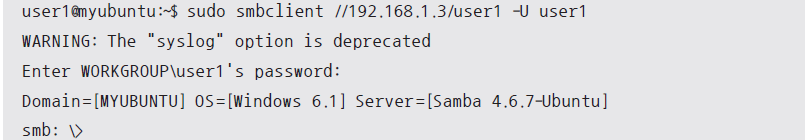 user1@myubuntu:~$ sudo smbclient //192.168.1.3/user1 -U user1
WARNING: The "syslog" option is deprecated
Enter WORKGROUP\user1's password:
Domain=[MYUBUNTU] OS=[Windows 6.1] Server=[Samba 4.6.7-Ubuntu]
smb: \>